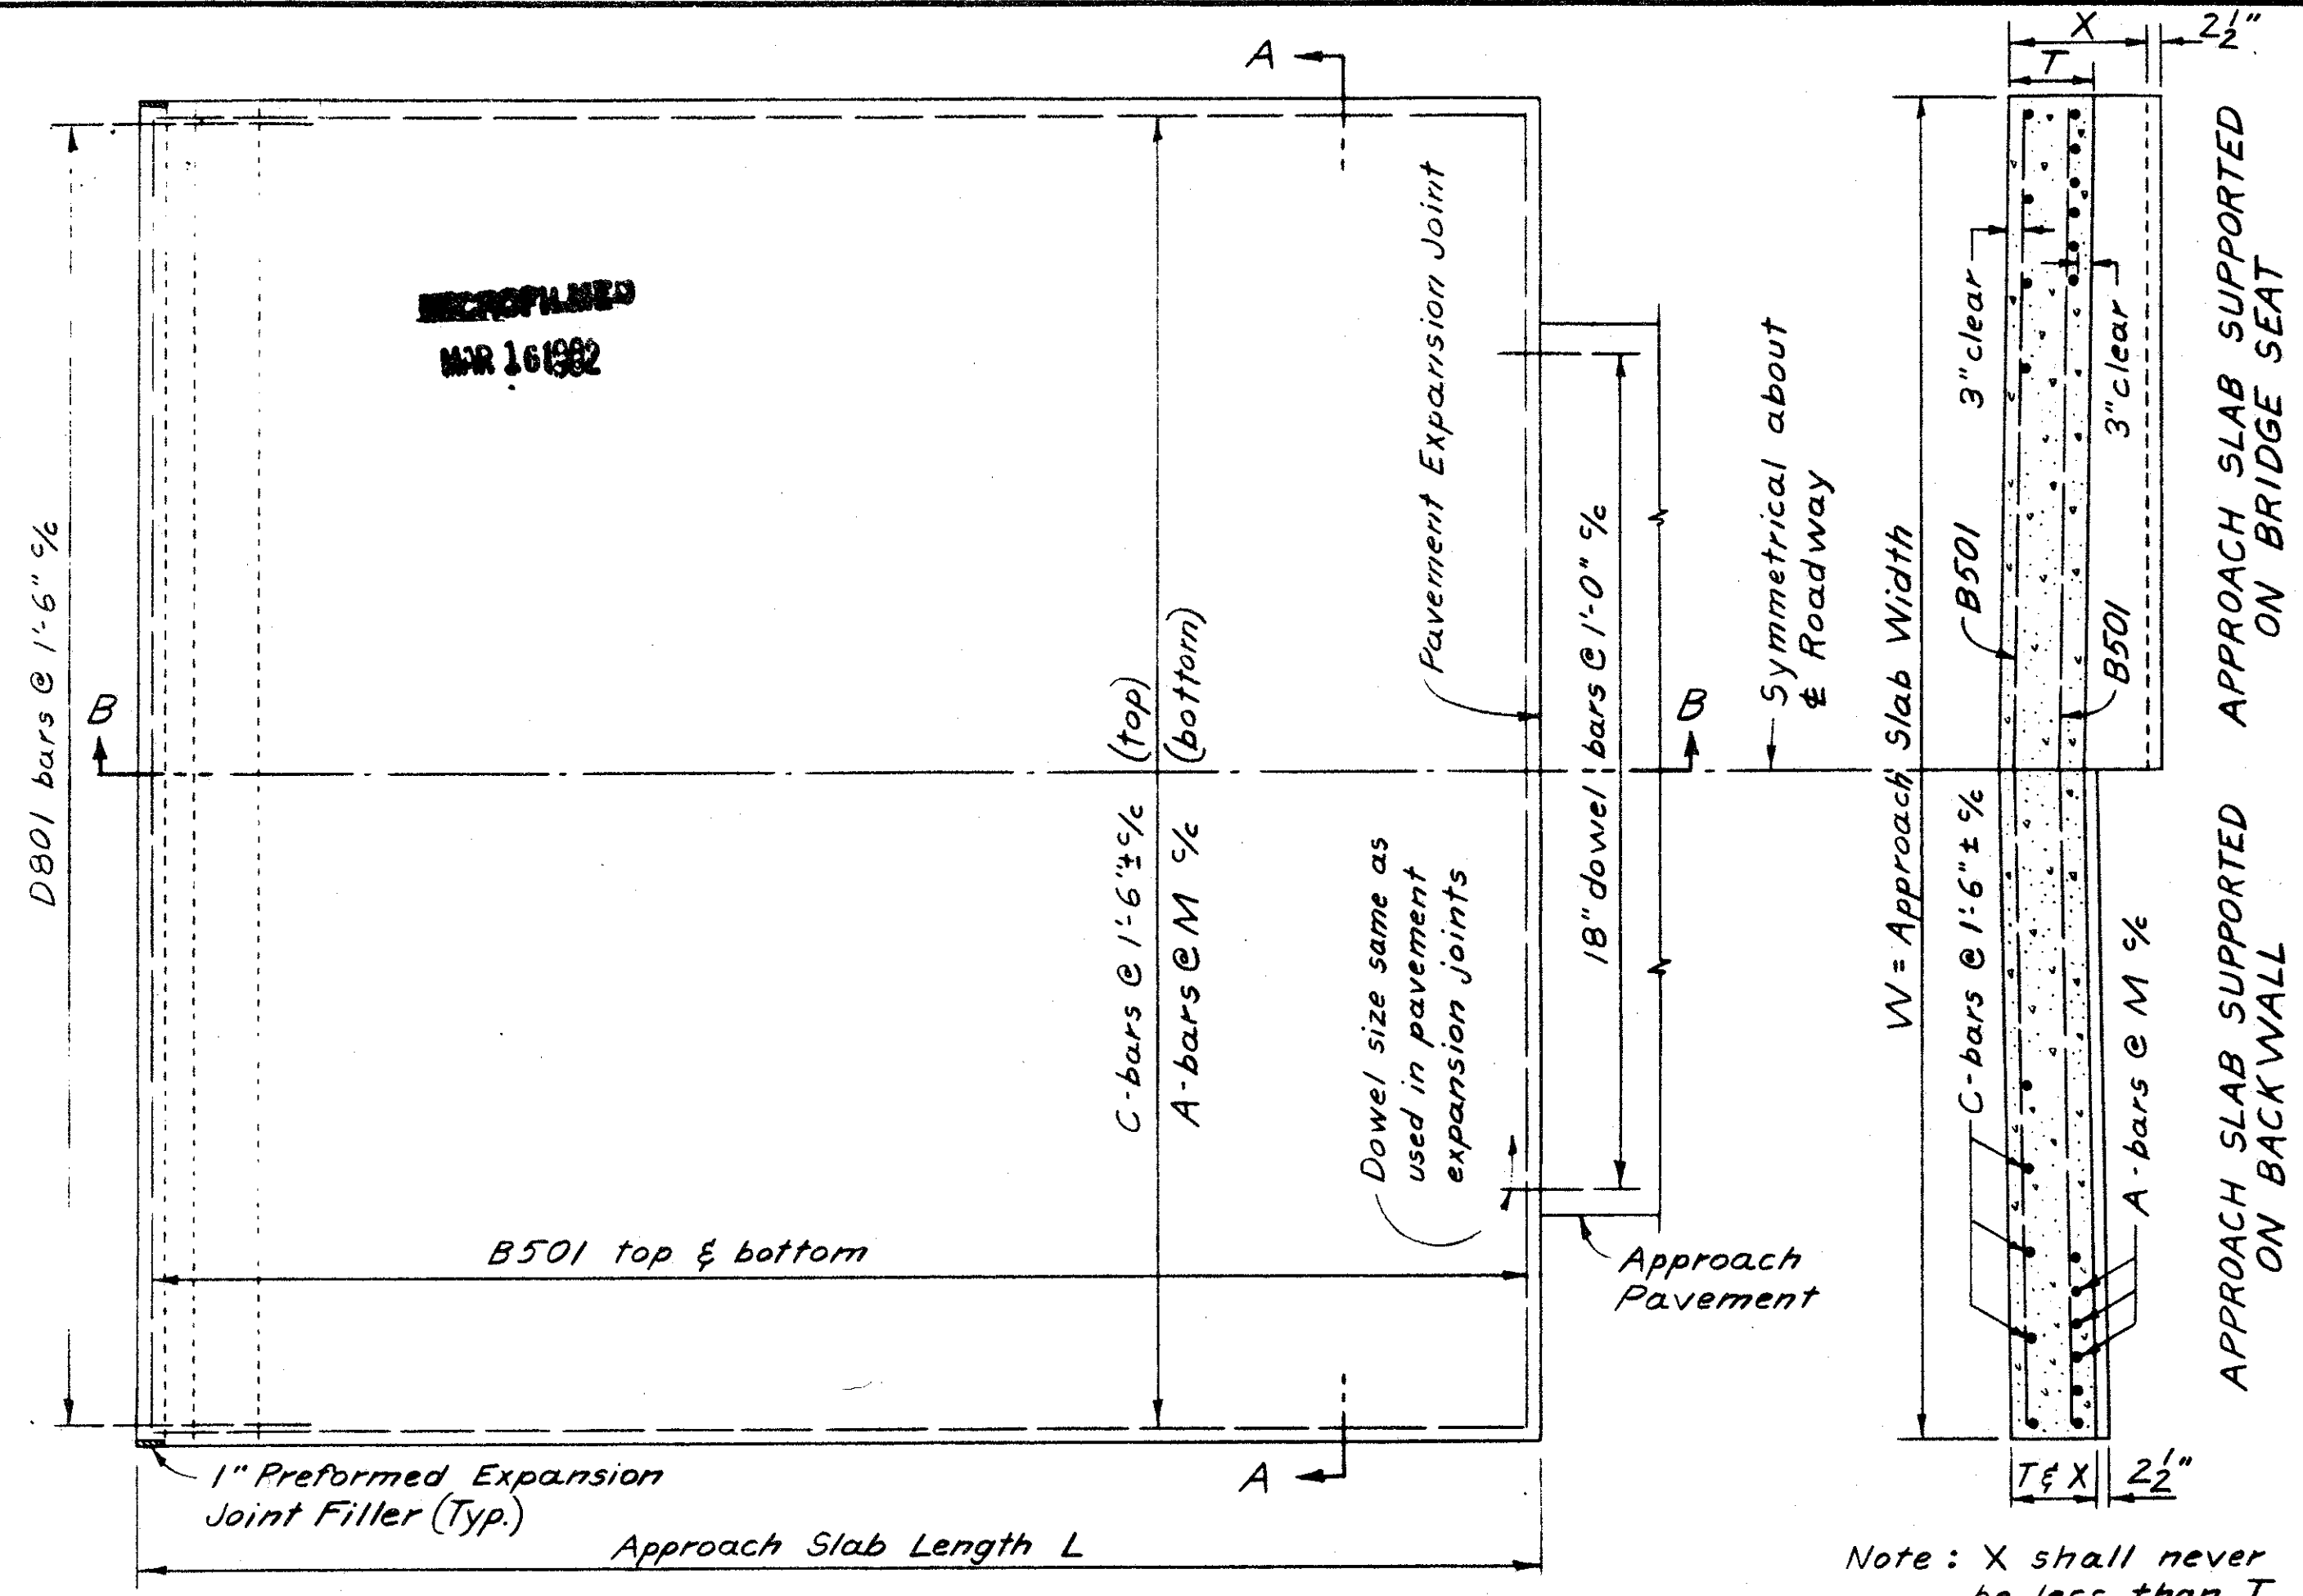 A
X
2½"
T
MICROFILMED
MAR 16 1982
D801 bars @ 1'-6" c/c
B
C-bars @ 1'-6"± c/c (top)
A-bars @ M c/c (bottom)
Pavement Expansion Joint
Dowel size same as
used in pavement
expansion joints
18" dowel bars @ 1'-0" c/c
B
Symmetrical about
℄ Roadway
W = Approach Slab Width
3" clear
3" clear
B501
B501
C-bars @ 1'-6"± c/c
A-bars @ M c/c
APPROACH SLAB SUPPORTED
ON BRIDGE SEAT
APPROACH SLAB SUPPORTED
ON BACKWALL
B501 top & bottom
Approach
Pavement
1" Preformed Expansion
Joint Filler (Typ.)
A
T & X
2½"
Approach Slab Length L
Note: X shall never
be less than T